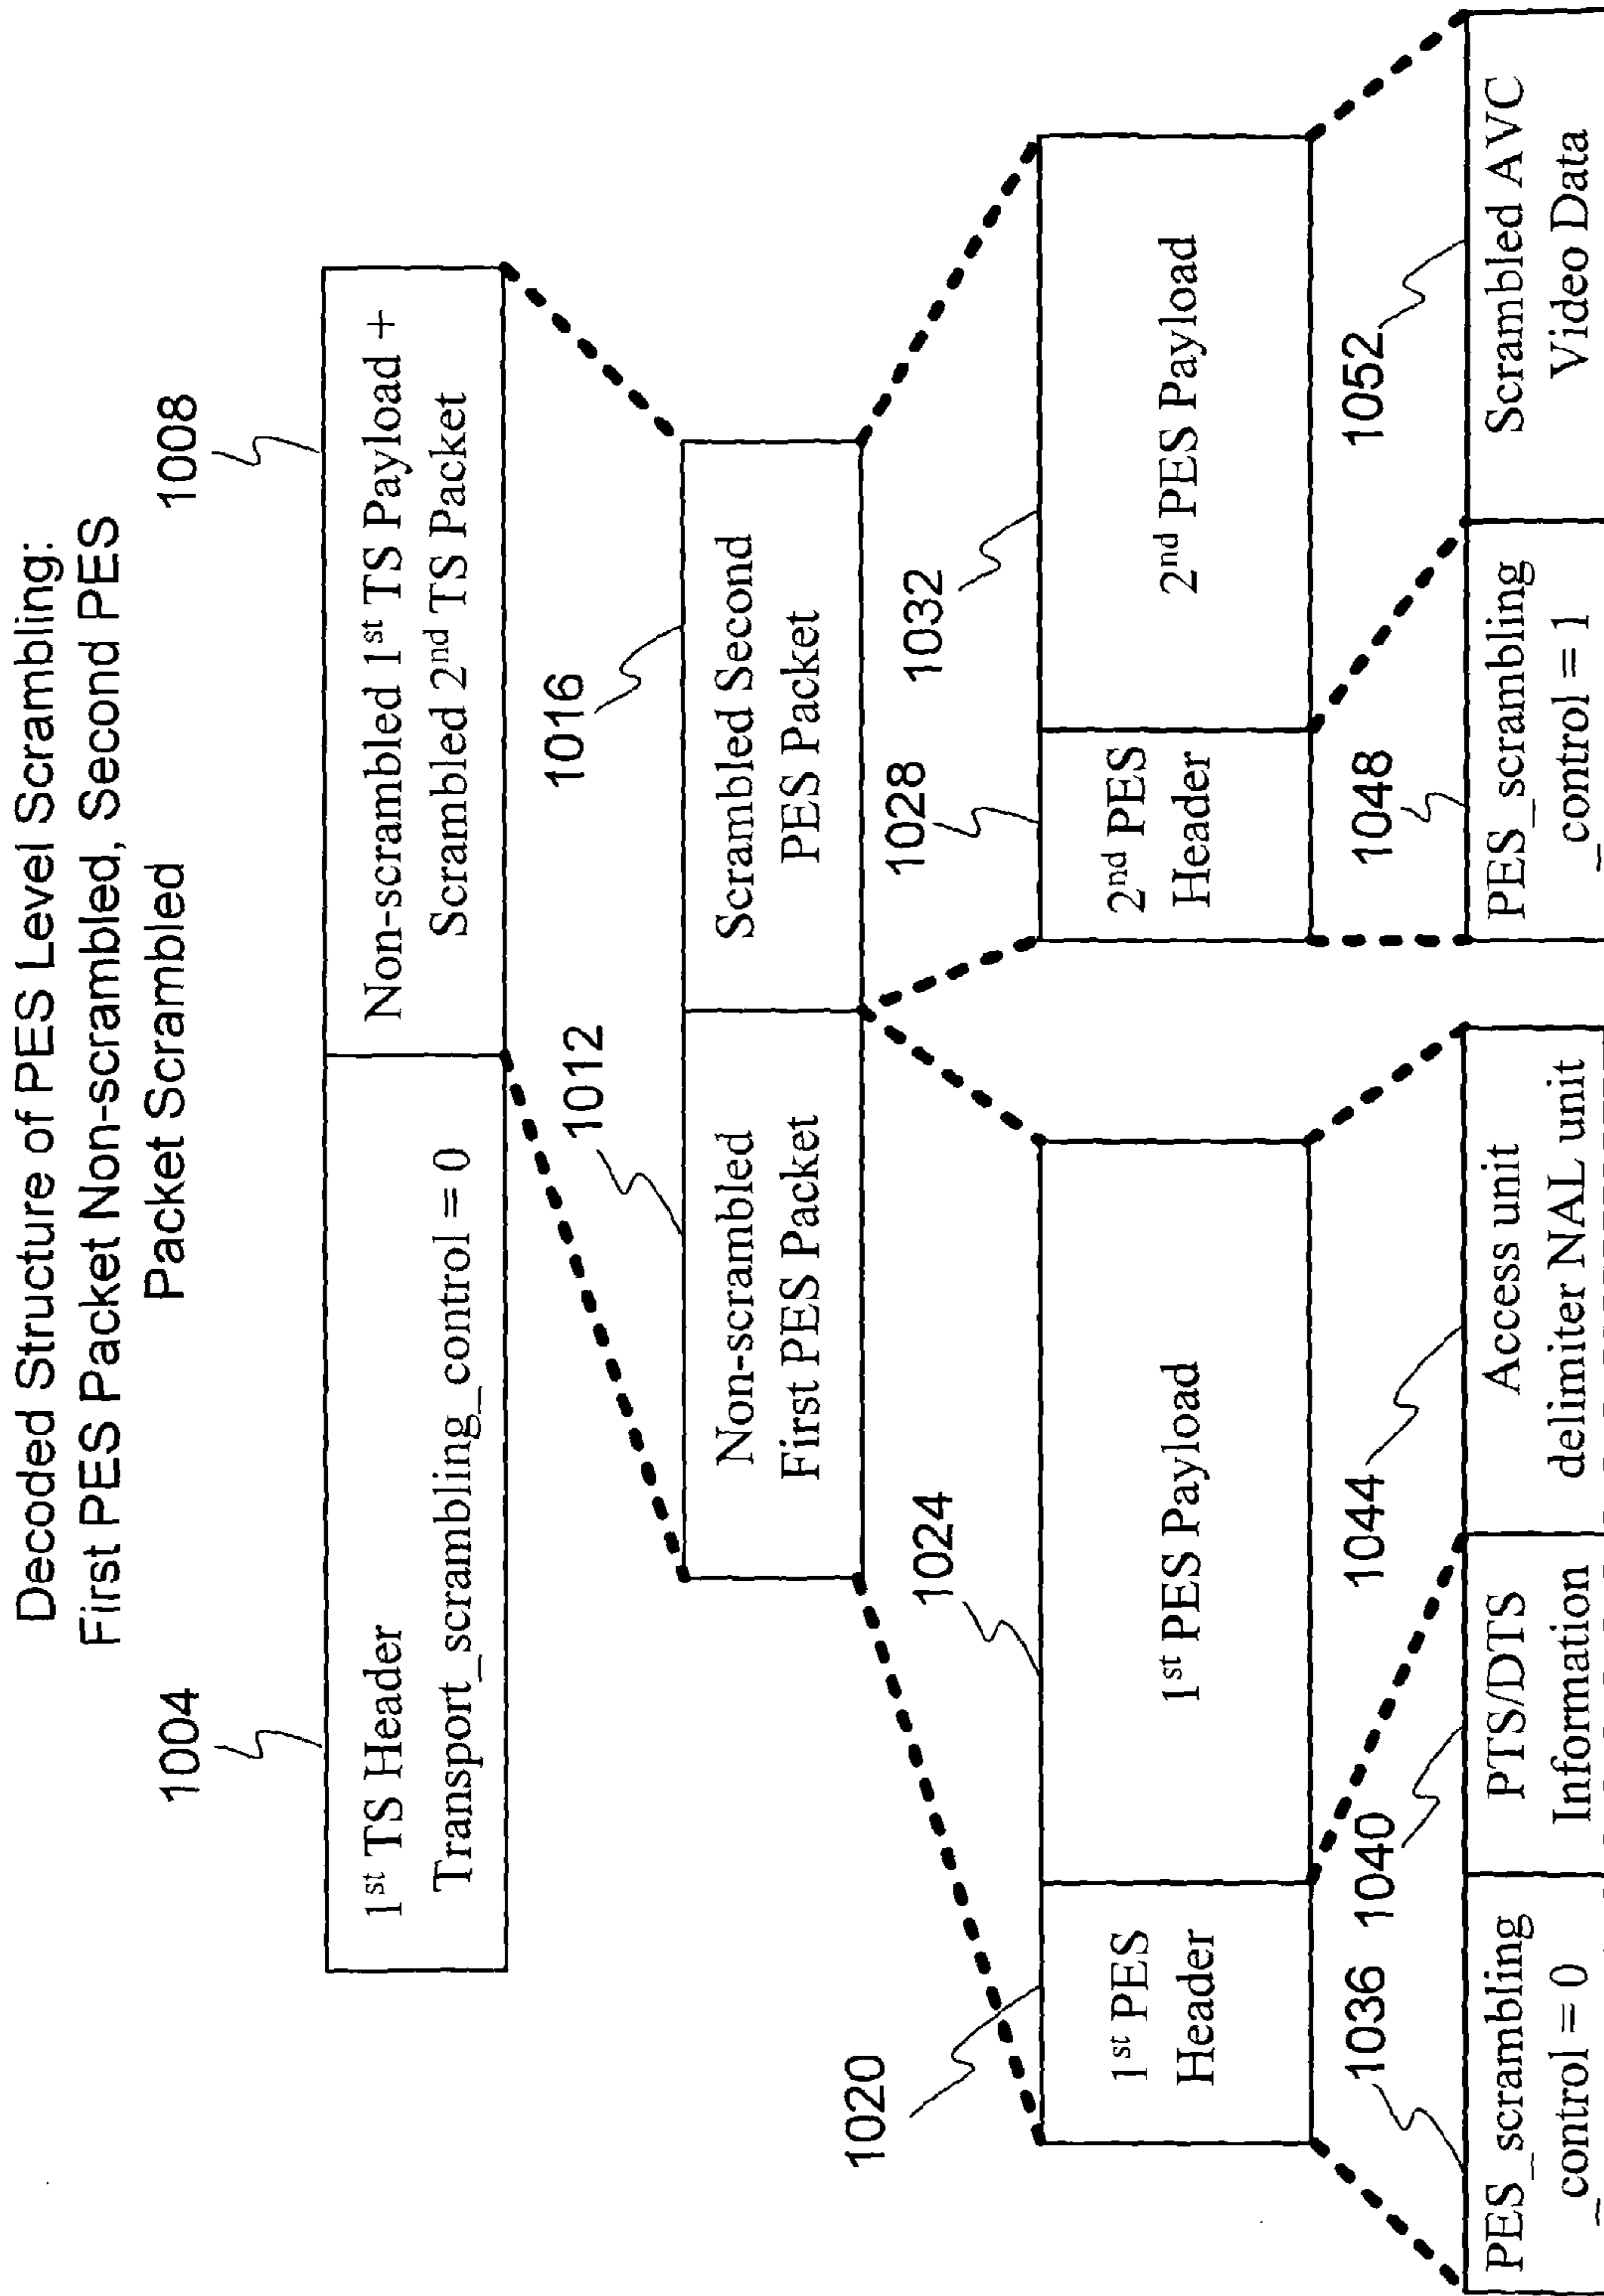 Decoded Structure of PES Level Scrambling:
First PES Packet Non-scrambled, Second PES
Packet Scrambled
1004
1008
1st TS Header
Transport_scrambling_control = 0
Non-scrambled 1st TS Payload +
Scrambled 2nd TS Packet
1012
1016
Non-scrambled
First PES Packet
Scrambled Second
PES Packet
1020
1024
1028
1032
1st PES
Header
1st PES Payload
2nd PES
Header
2nd PES Payload
1036
1040
1044
1048
1052
PES_scrambling
_control = 0
PTS/DTS
Information
Access unit
delimiter NAL unit
PES_scrambling
_control = 1
Scrambled AVC
Video Data